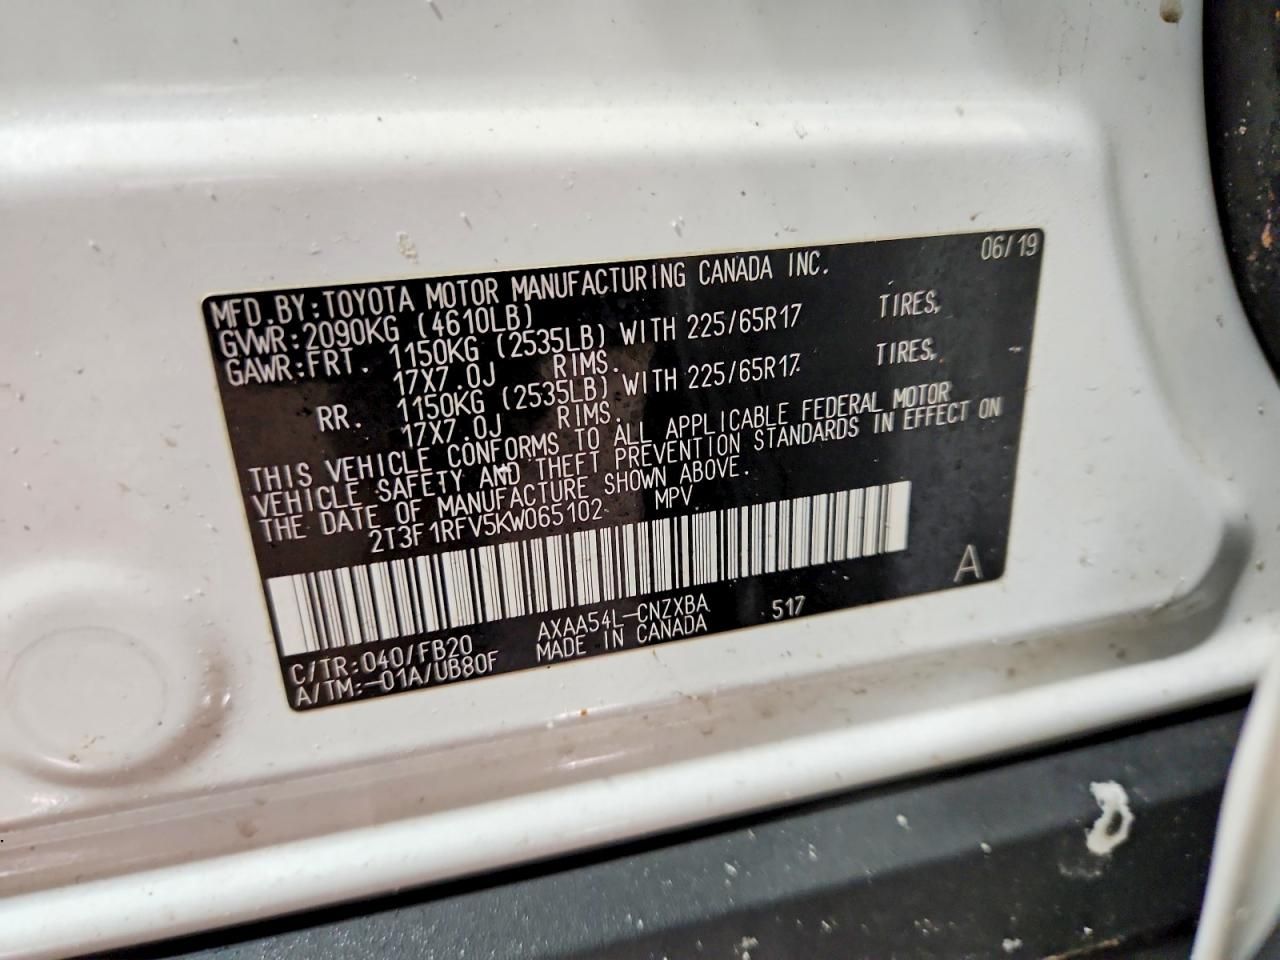 06/19
MFD.BY:TOYOTA MOTOR MANUFACTURING CANADA INC.
GVWR:2090KG (4610LB)
GAWR:FRT. 1150KG (2535LB) WITH 225/65R17 TIRES,
17X7.0J RIMS.
RR. 1150KG (2535LB) WITH 225/65R17 TIRES,
17X7.0J RIMS.
THIS VEHICLE CONFORMS TO ALL APPLICABLE FEDERAL MOTOR
VEHICLE SAFETY AND THEFT PREVENTION STANDARDS IN EFFECT ON
THE DATE OF MANUFACTURE SHOWN ABOVE.
2T3F1RFV5KW065102 MPV
C/TR:040/FB20 AXAA54L-CNZXBA 517 A
A/TM:-01A/UB80F MADE IN CANADA